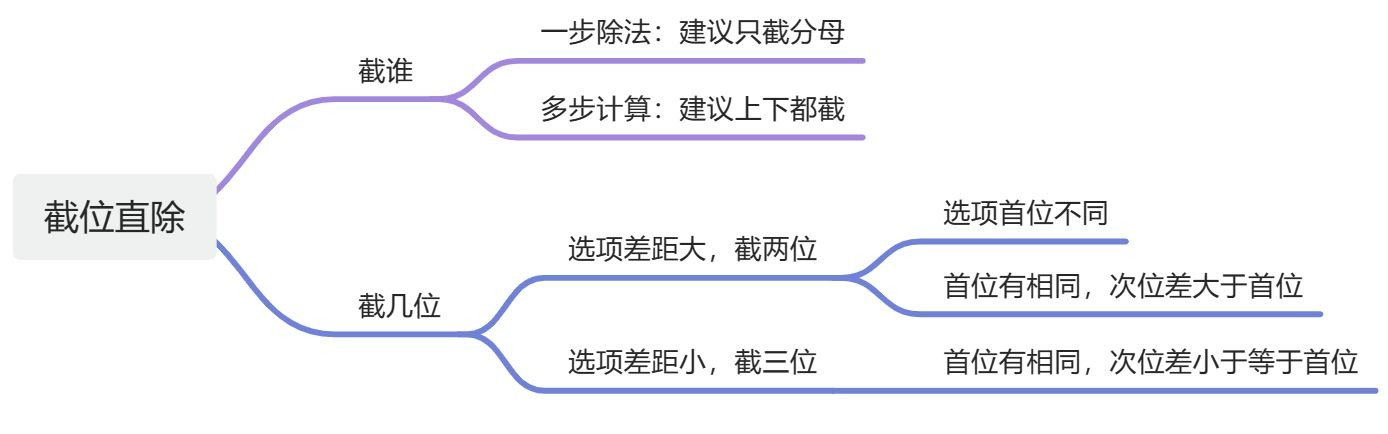 截位直除
截谁
一步除法：建议只截分母
多步计算：建议上下都截
截几位
选项差距大，截两位
选项首位不同
首位有相同，次位差大于首位
选项差距小，截三位
首位有相同，次位差小于等于首位